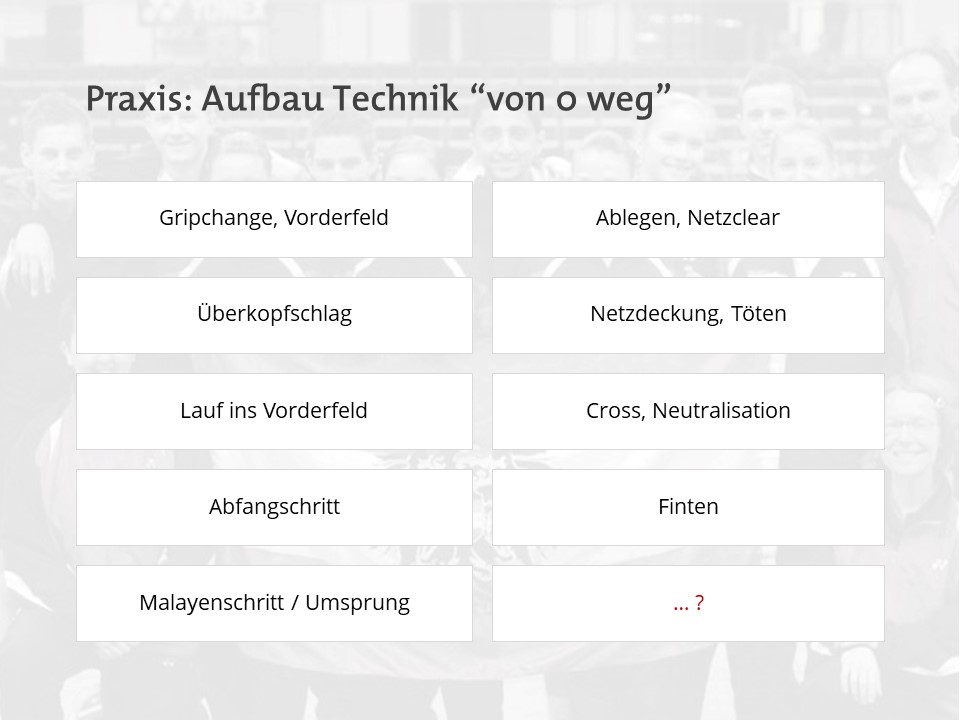 Praxis: Aufbau Technik “von 0 weg”
Gripchange, Vorderfeld
Ablegen, Netzclear
Überkopfschlag
Netzdeckung, Töten
Lauf ins Vorderfeld
Cross, Neutralisation
Abfangschritt
Finten
Malayenschritt / Umsprung
... ?